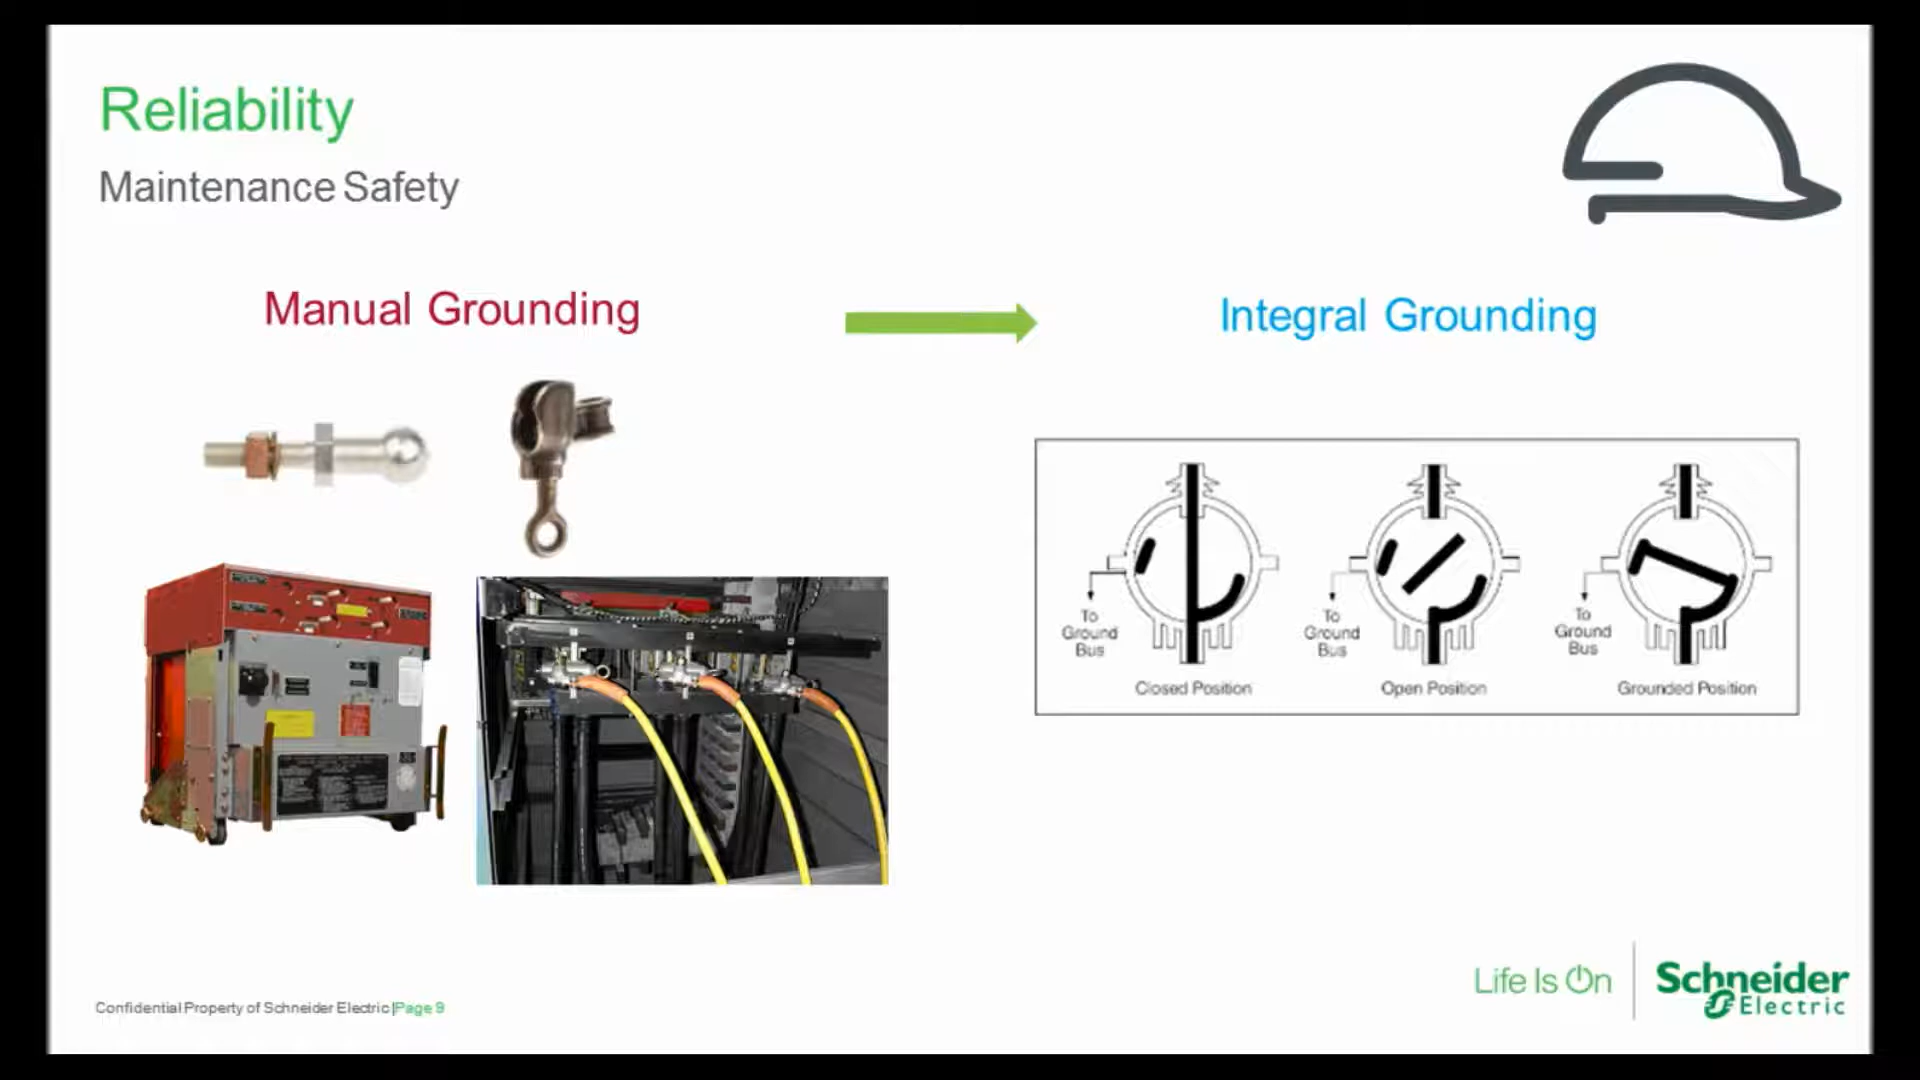 Reliability
Maintenance Safety
Manual Grounding
Integral Grounding
To
Ground
Bus
Closed Position
To
Ground
Bus
Open Position
To
Ground
Bus
Grounded Position
Confidential Property of Schneider Electric |Page 9
Life Is On
Schneider
Electric